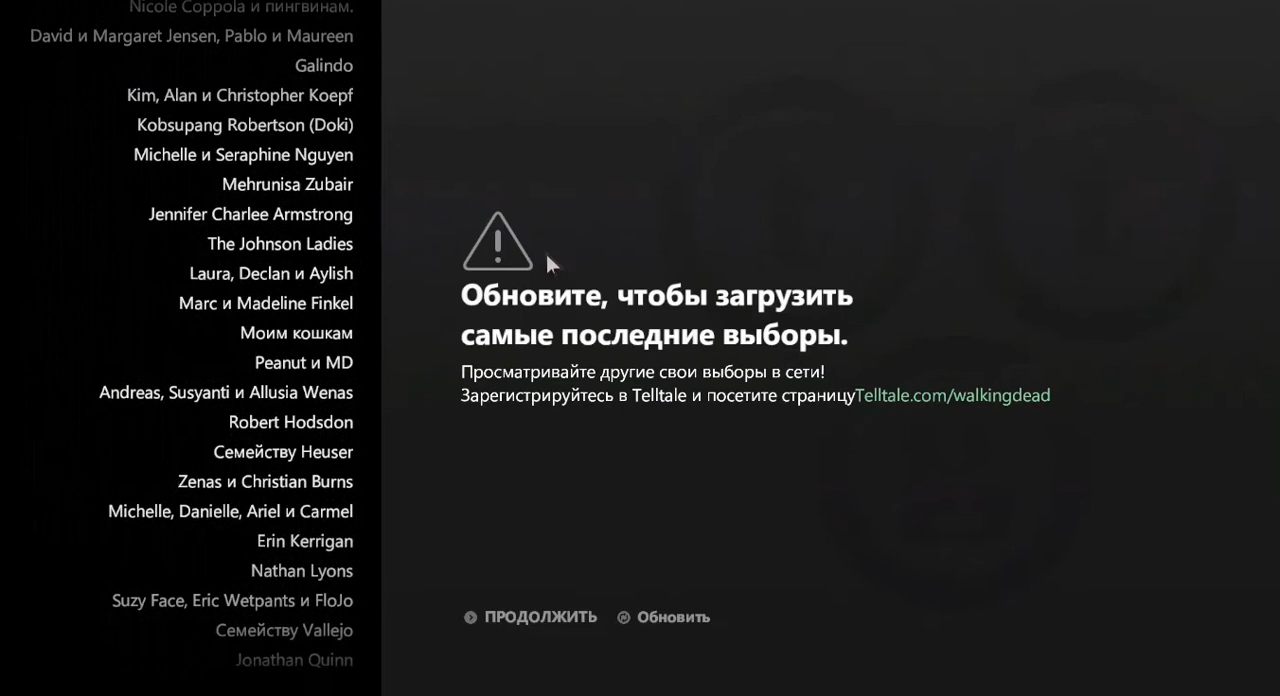 Nicole Coppola и пингвинам.
David и Margaret Jensen, Pablo и Maureen
Galindo
Kim, Alan и Christopher Koepf
Kobsupang Robertson (Doki)
Michelle и Seraphine Nguyen
Mehrunisa Zubair
Jennifer Charlee Armstrong
The Johnson Ladies
Laura, Declan и Aylish
Marc и Madeline Finkel
Моим кошкам
Peanut и MD
Andreas, Susyanti и Allusia Wenas
Robert Hodsdon
Семейству Heuser
Zenas и Christian Burns
Michelle, Danielle, Ariel и Carmel
Erin Kerrigan
Nathan Lyons
Suzy Face, Eric Wetpants и FloJo
Семейству Vallejo
Jonathan Quinn
Обновите, чтобы загрузить
самые последние выборы.
Просматривайте другие свои выборы в сети!
Зарегистрируйтесь в Telltale и посетите страницуTelltale.com/walkingdead
ПРОДОЛЖИТЬ Обновить